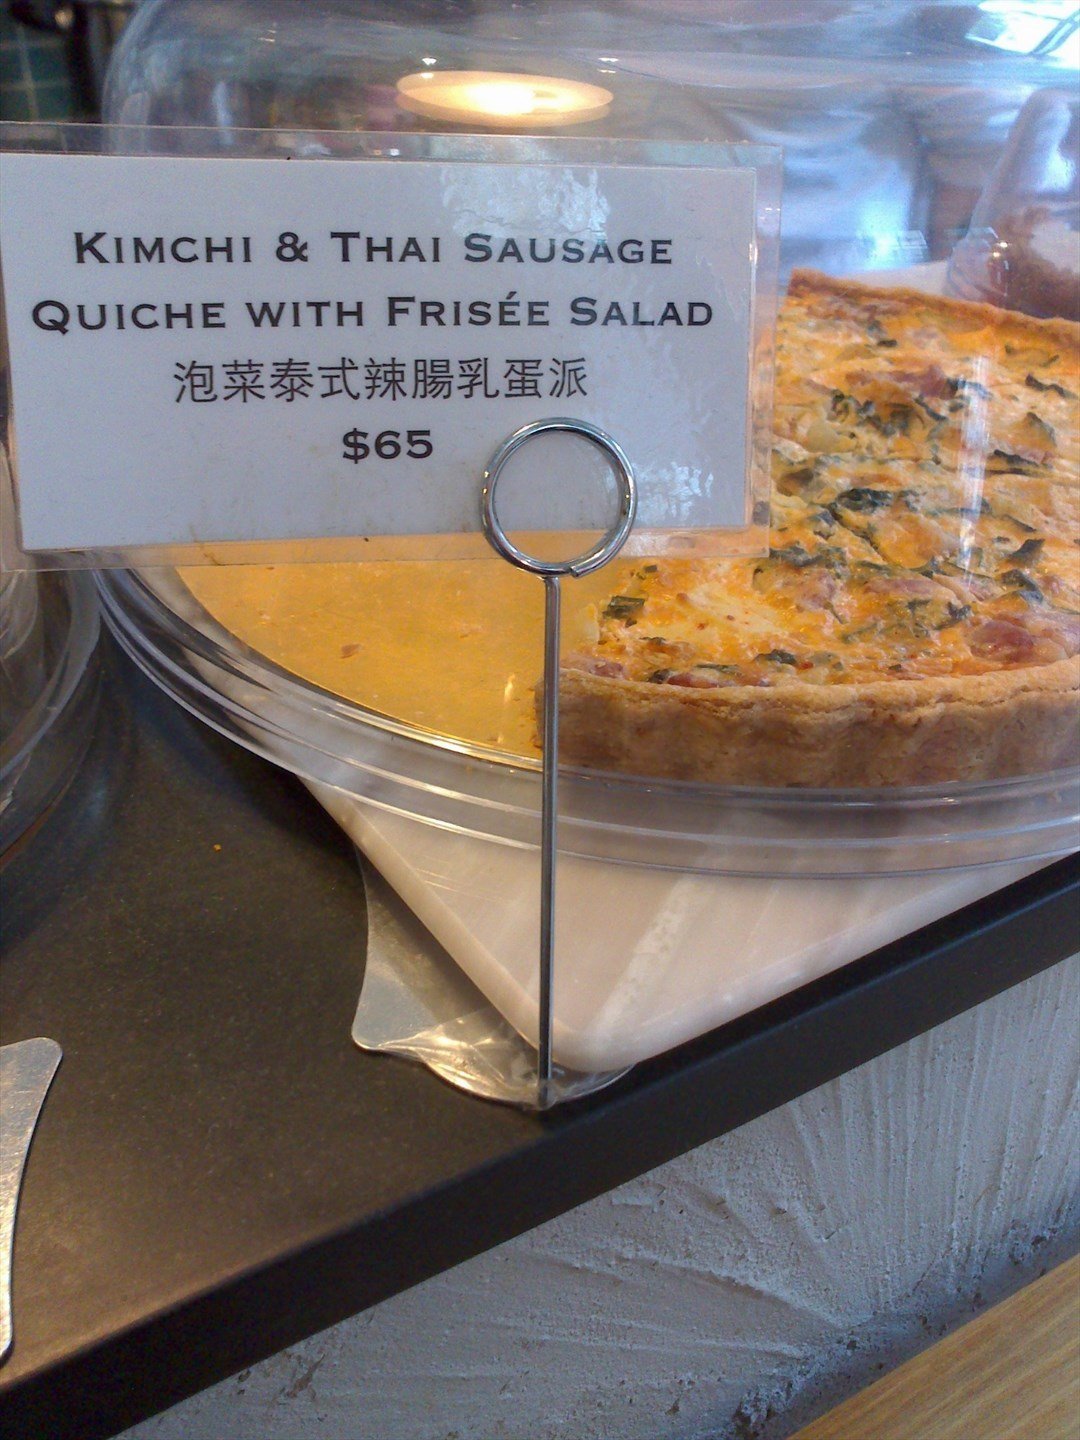 Kimchi & Thai Sausage
Quiche with Frisée Salad
泡菜泰式辣腸乳蛋派
$65